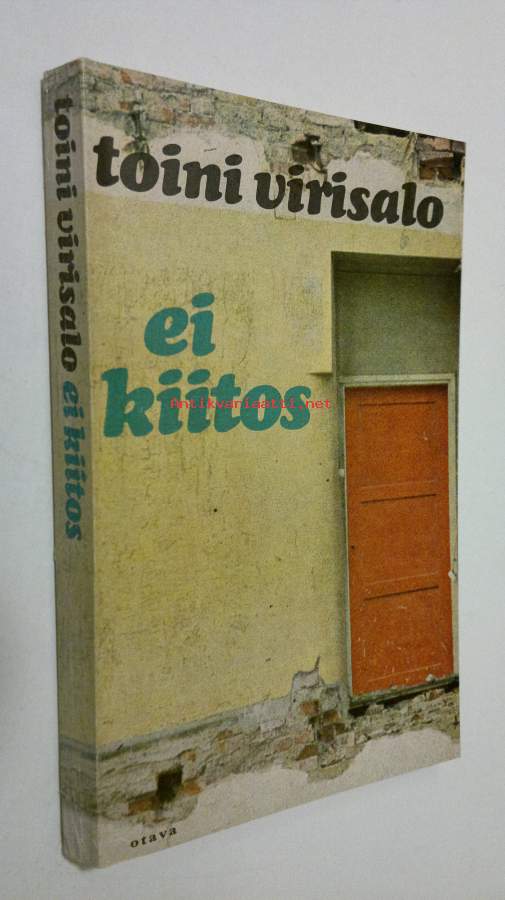 toini virisalo
ei
kiitos
otava
toini virisalo ei kiitos
Antikvariaatti.net